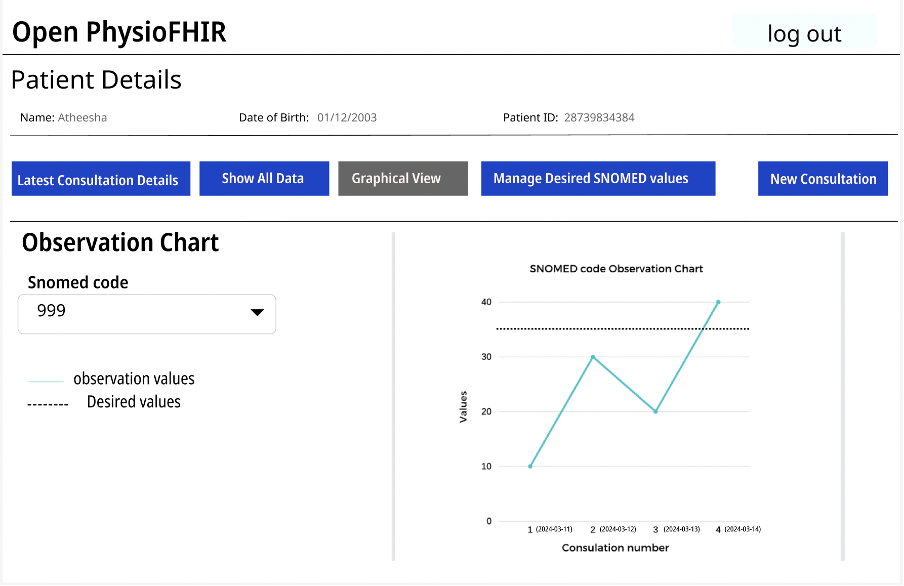 Open PhysioFHIR
log out
Patient Details
Name: Atheesha Date of Birth: 01/12/2003 Patient ID: 28739834384
Latest Consultation Details Show All Data Graphical View Manage Desired SNOMED values New Consultation
Observation Chart
Snomed code
999
observation values
Desired values
SNOMED code Observation Chart
40
30
20
10
0
Values
1 (2024-03-11) 2 (2024-03-12) 3 (2024-03-13) 4 (2024-03-14)
Consulation number